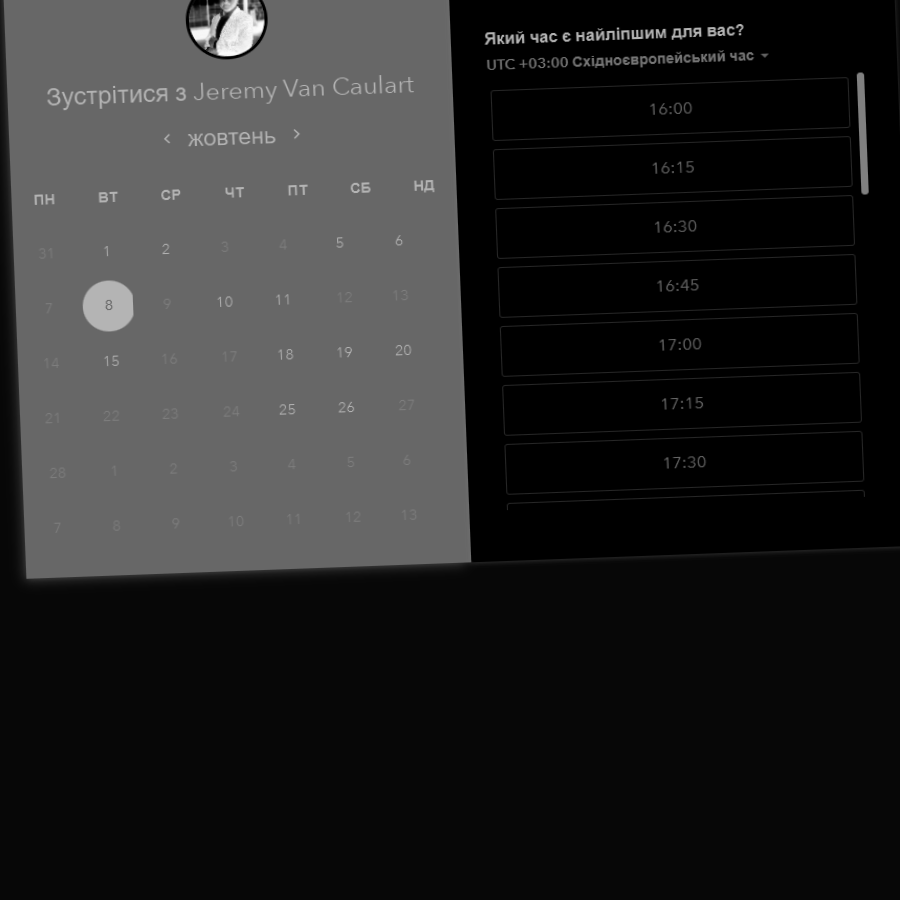 Зустрітися з Jeremy Van Caulart
жовтень
ПН ВТ СР ЧТ ПТ СБ НД
31 1 2 3 4 5 6
7 8 9 10 11 12 13
14 15 16 17 18 19 20
21 22 23 24 25 26 27
28 1 2 3 4 5 6
7 8 9 10 11 12 13
Який час є найліпшим для вас?
UTC +03:00 Східноєвропейський час
16:00
16:15
16:30
16:45
17:00
17:15
17:30